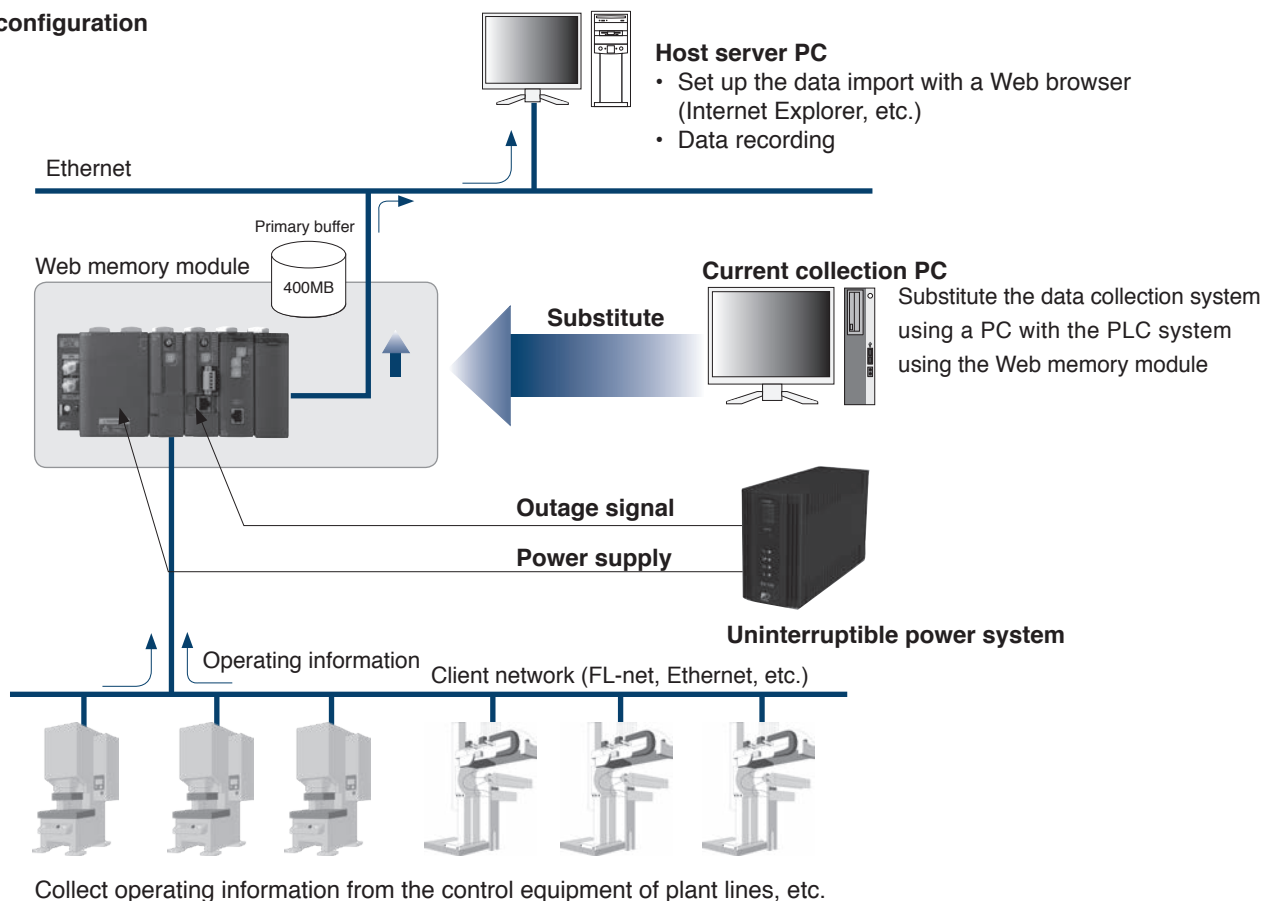 configuration
Host server PC
・ Set up the data import with a Web browser
(Internet Explorer, etc.)
・ Data recording
Ethernet
Primary buffer
400MB
Web memory module
Current collection PC
Substitute the data collection system
using a PC with the PLC system
using the Web memory module
Substitute
Outage signal
Power supply
Uninterruptible power system
Operating information
Client network (FL-net, Ethernet, etc.)
Collect operating information from the control equipment of plant lines, etc.